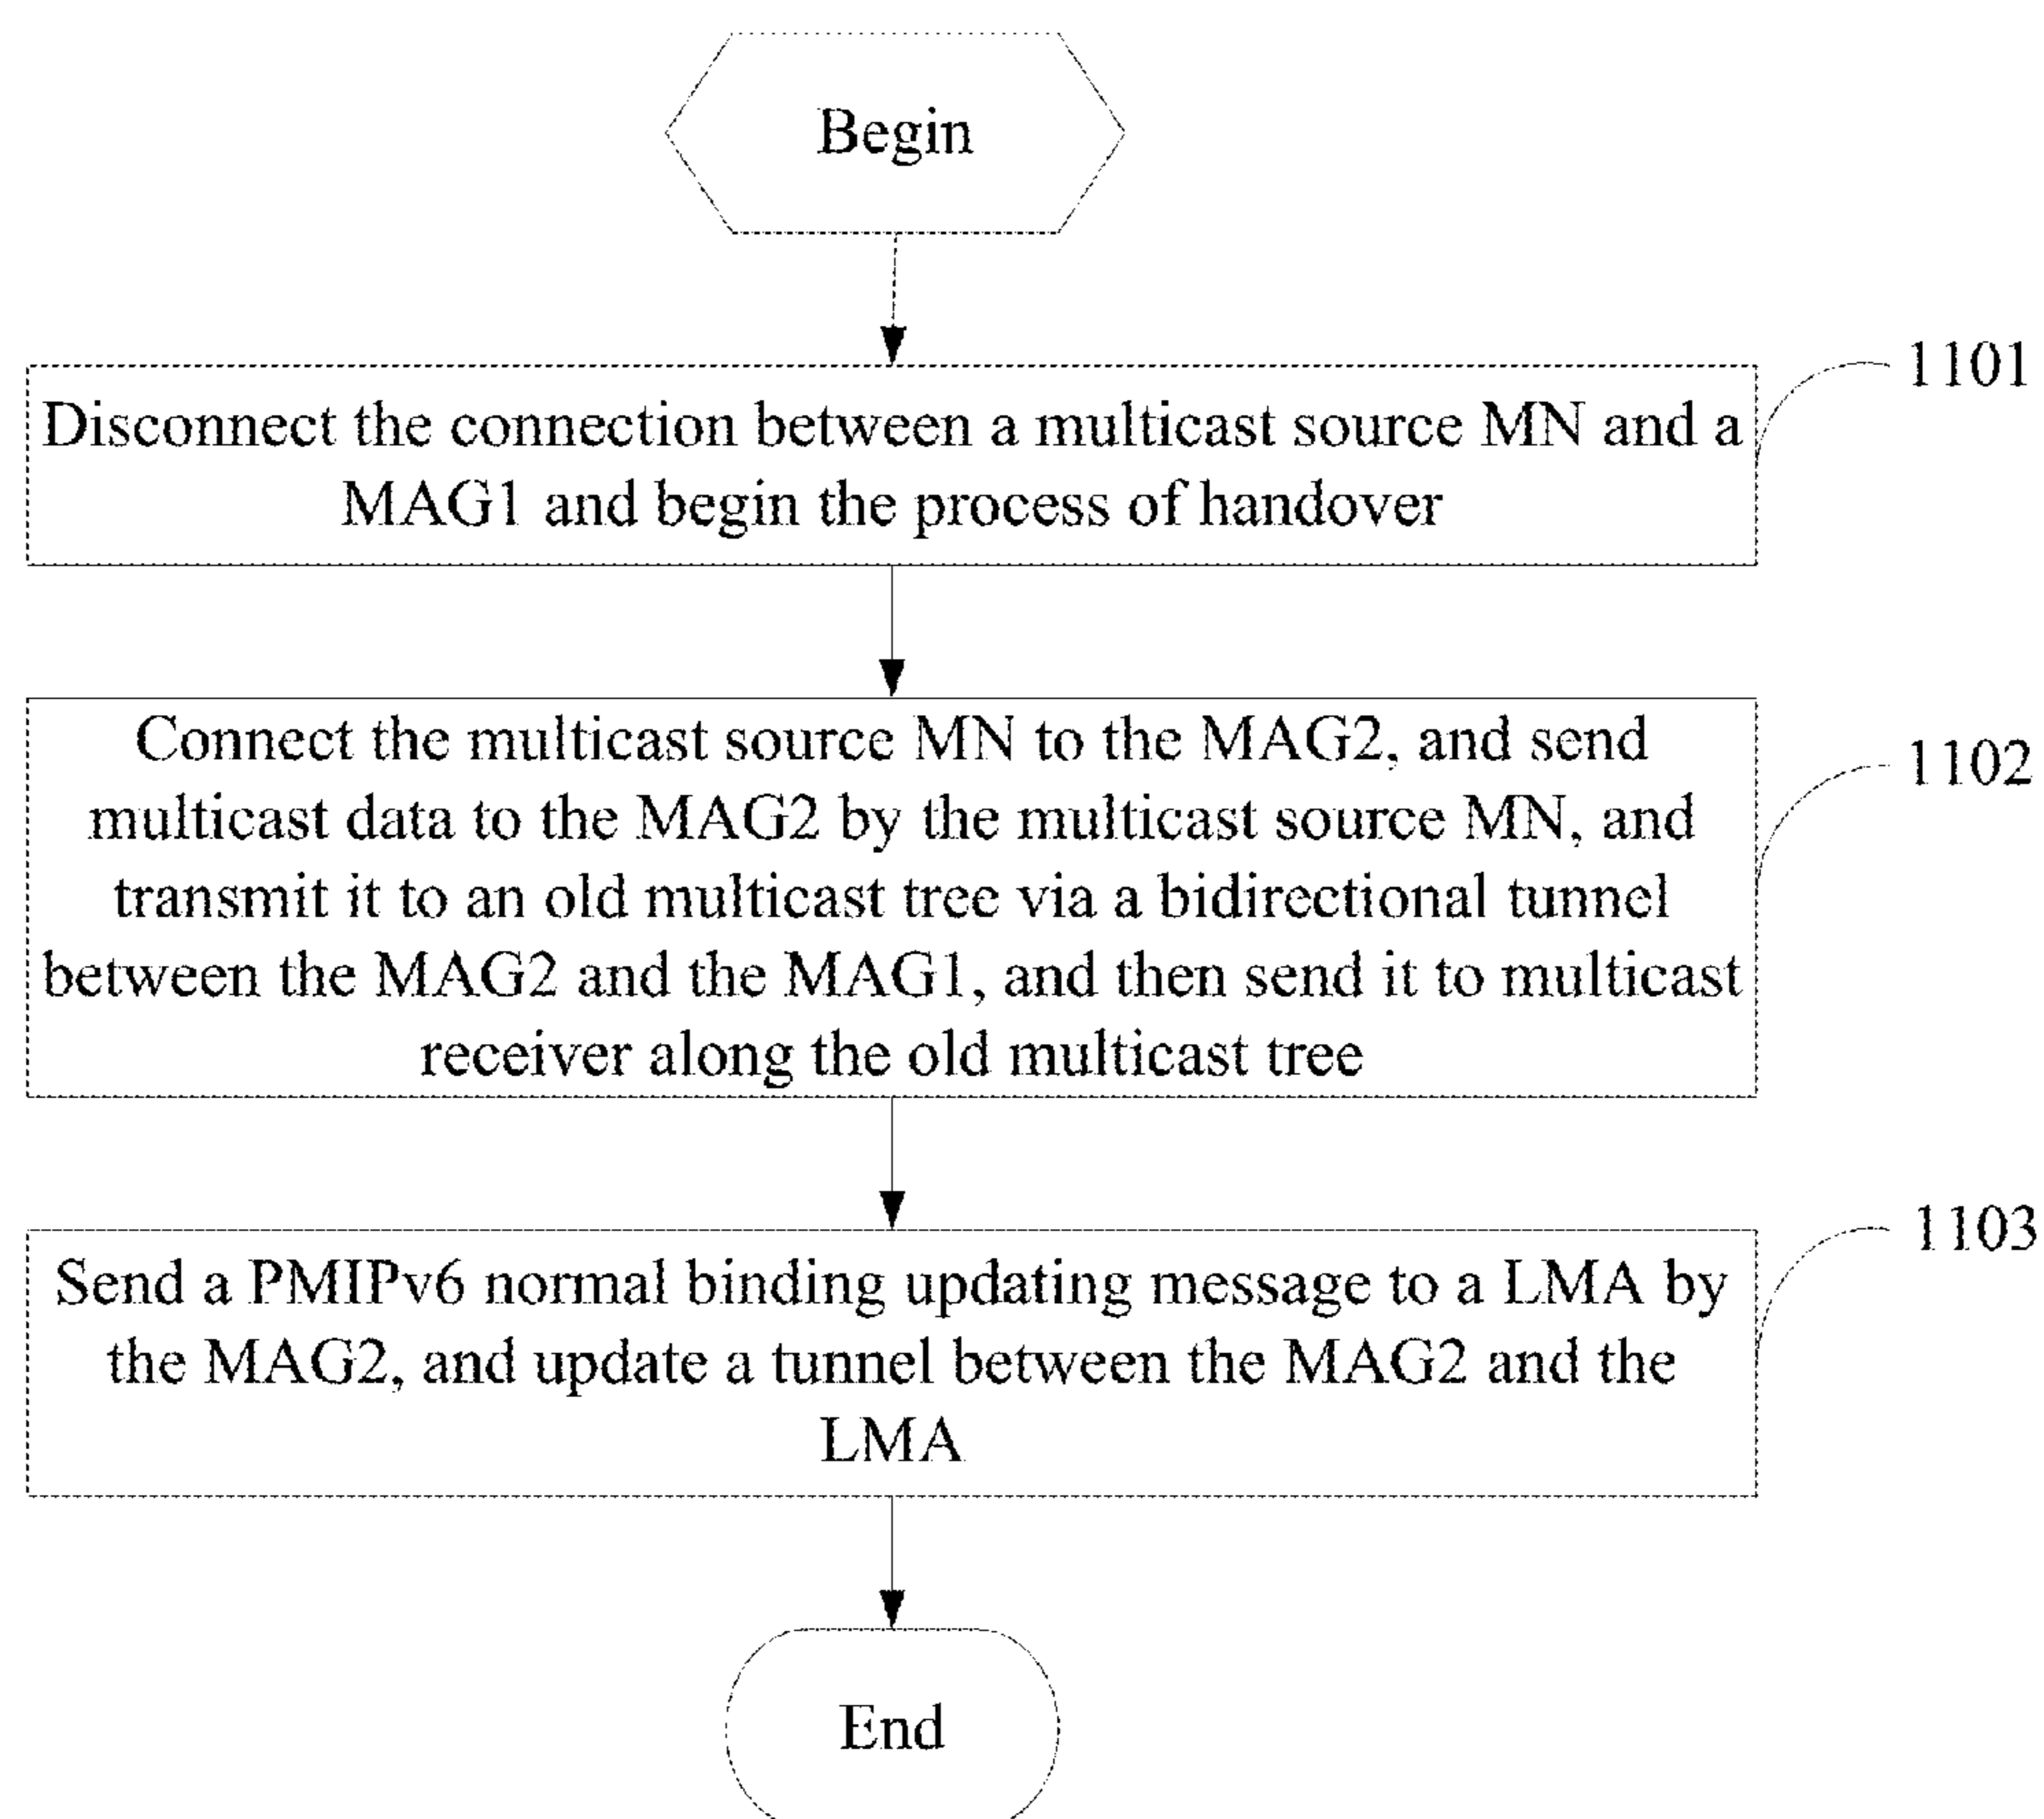 Begin
1101
Disconnect the connection between a multicast source MN and a
MAG1 and begin the process of handover
1102
Connect the multicast source MN to the MAG2, and send
multicast data to the MAG2 by the multicast source MN, and
transmit it to an old multicast tree via a bidirectional tunnel
between the MAG2 and the MAG1, and then send it to multicast
receiver along the old multicast tree
1103
Send a PMIPv6 normal binding updating message to a LMA by
the MAG2, and update a tunnel between the MAG2 and the
LMA
End